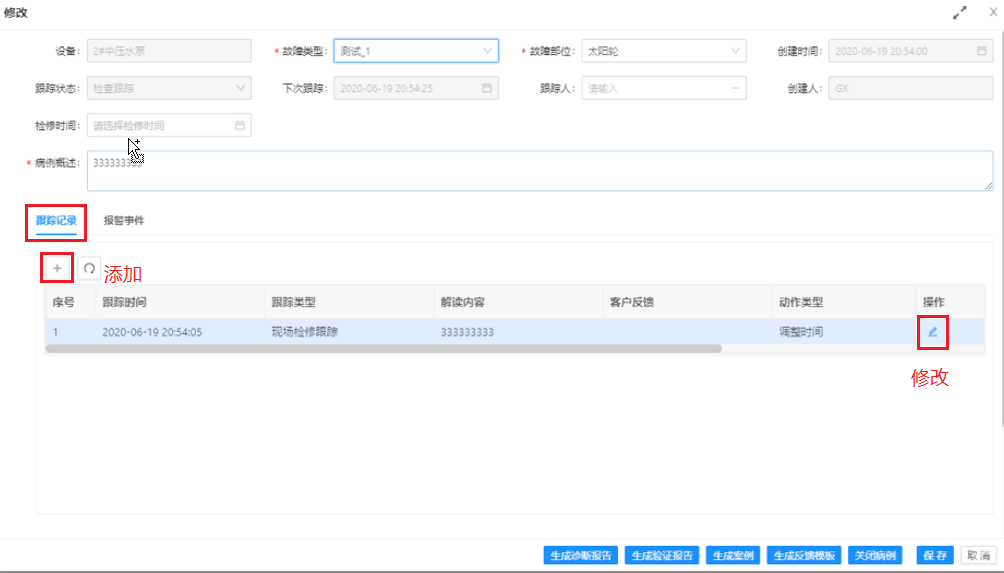 修改
设备: 2#中压水泵 * 故障类型: 测试_1 * 故障部位: 太阳轮 创建时间: 2020-06-19 20:54:00
跟踪状态: 检查跟踪 下次跟踪: 2020-06-19 20:54:25 跟踪人: 请输入 创建人: GX
检修时间: 请选择检修时间
* 病例概述: 333333333
跟踪记录 报警事件
添加
序号 跟踪时间 跟踪类型 解读内容 客户反馈 动作类型 操作
1 2020-06-19 20:54:05 现场检修跟踪 333333333 调整时间
修改
生成诊断报告 生成验证报告 生成案例 生成反馈模板 关闭病例 保存 取消